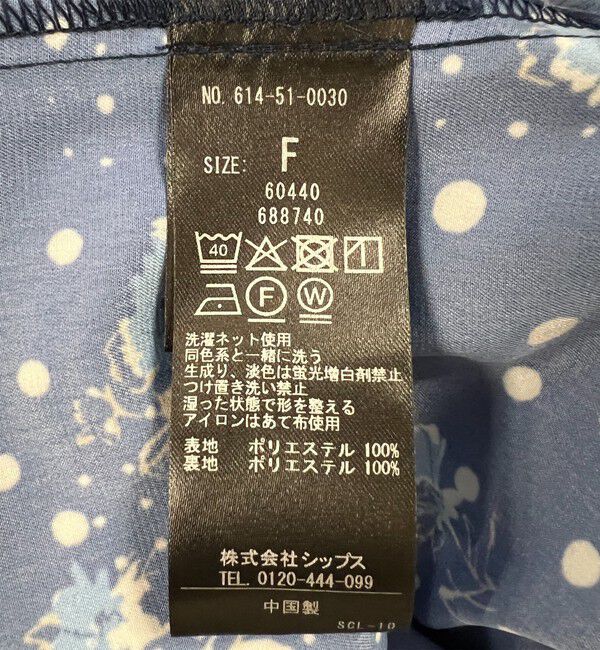 NO. 614-51-0030
SIZE: F
60440
688740
40
F W
洗濯ネット使用
同色系と一緒に洗う
生成り、淡色は蛍光増白剤禁止
つけ置き洗い禁止
湿った状態で形を整える
アイロンはあて布使用
表地 ポリエステル 100%
裏地 ポリエステル 100%
株式会社シップス
TEL. 0120-444-099
中国製
SCL-10